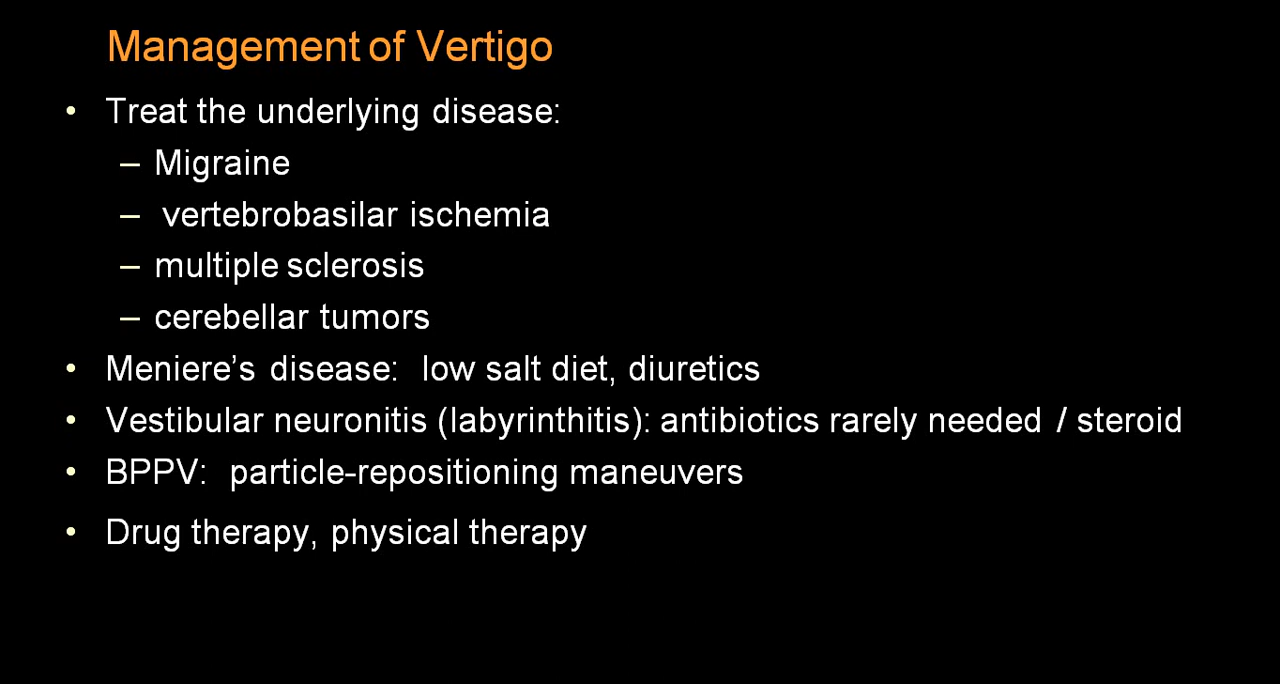 Management of Vertigo
• Treat the underlying disease:
– Migraine
– vertebrobasilar ischemia
– multiple sclerosis
– cerebellar tumors
• Meniere’s disease: low salt diet, diuretics
• Vestibular neuronitis (labyrinthitis): antibiotics rarely needed / steroid
• BPPV: particle-repositioning maneuvers
• Drug therapy, physical therapy